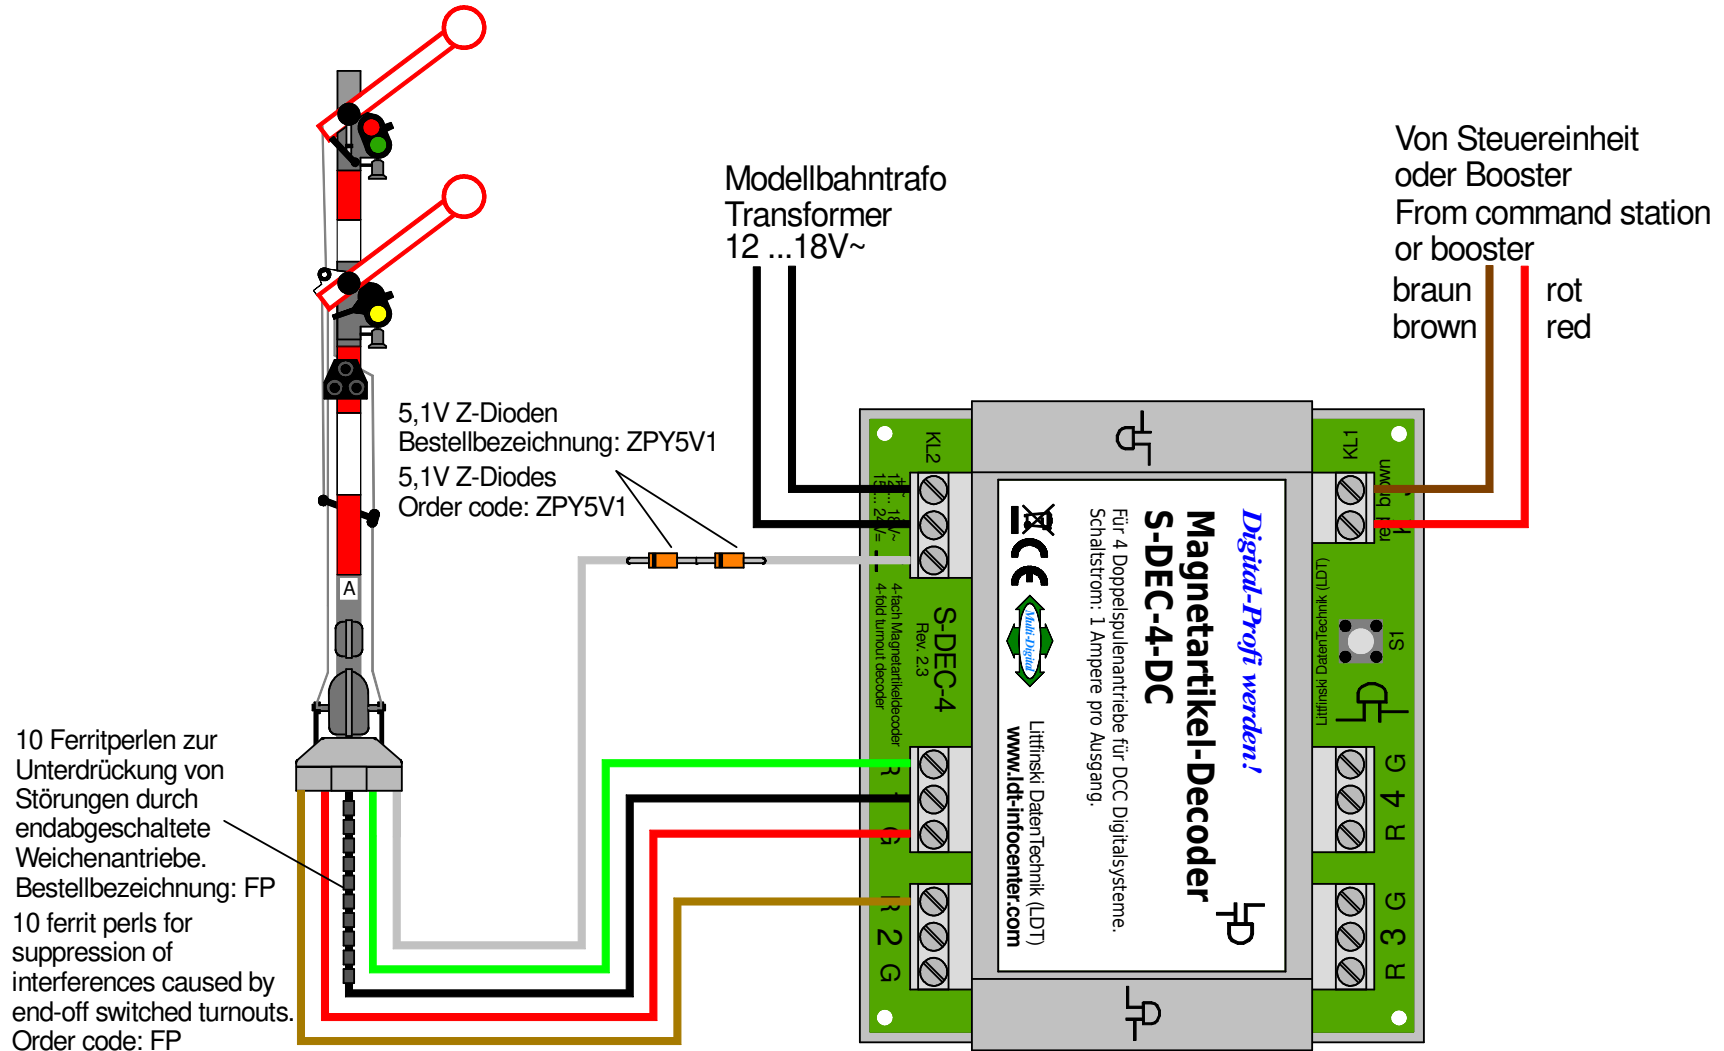 Modellbahntrafo
Transformer
12 ...18V~
Von Steuereinheit
oder Booster
From command station
or booster
braun
brown
rot
red
5,1V Z-Dioden
Bestellbezeichnung: ZPY5V1
5,1V Z-Diodes
Order code: ZPY5V1
A
10 Ferritperlen zur
Unterdrückung von
Störungen durch
endabgeschaltete
Weichenantriebe.
Bestellbezeichnung: FP
10 ferrit perls for
suppression of
interferences caused by
end-off switched turnouts.
Order code: FP
KL2
S-DEC-4
Rev. 2.3
4-fach Magnetartikeldecoder
4-fold turnout decoder
R
G
R 2 G
Digital-Profi werden!
Magnetartikel-Decoder
S-DEC-4-DC
Für 4 Doppelspulenantriebe für DCC Digitalsysteme.
Schaltstrom: 1 Ampere pro Ausgang.
CE
Multi-Digital
Littfinski DatenTechnik (LDT)
www.ldt-infocenter.com
KL1
red brown
Littfinski DatenTechnik (LDT)
S1
R 4 G
R 3 G